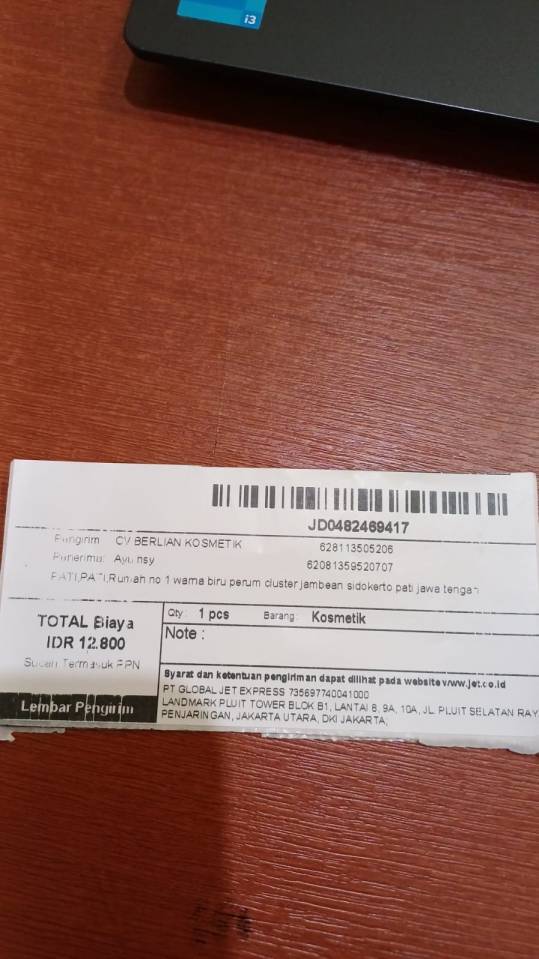 i3
JD0482469417
Pengirim CV BERLIAN KOSMETIK 628113505206
Penerima: Ayu nsy 62081359520707
PATI,PATI,Rumah no 1 warna biru perum cluster jambean sidokerto pati jawa tengah
TOTAL Biaya
IDR 12.800
Sudah Termasuk PPN
Lembar Pengirim
Qty : 1 pcs Barang : Kosmetik
Note :
Syarat dan ketentuan pengiriman dapat dilihat pada website www.jet.co.id
PT GLOBAL JET EXPRESS 735697740041000
LANDMARK PLUIT TOWER BLOK B1, LANTAI 8, 9A, 10A, JL. PLUIT SELATAN RAY
PENJARINGAN, JAKARTA UTARA, DKI JAKARTA;